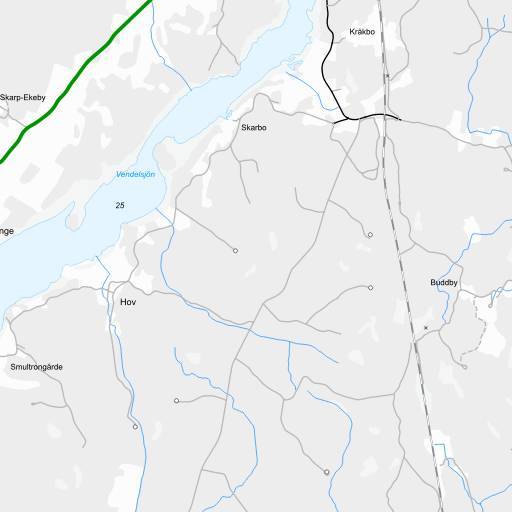 Kråkbo
Skarp-Ekeby
Skarbo
Vendelsjön
25
nge
Buddby
Hov
Smultrongärde